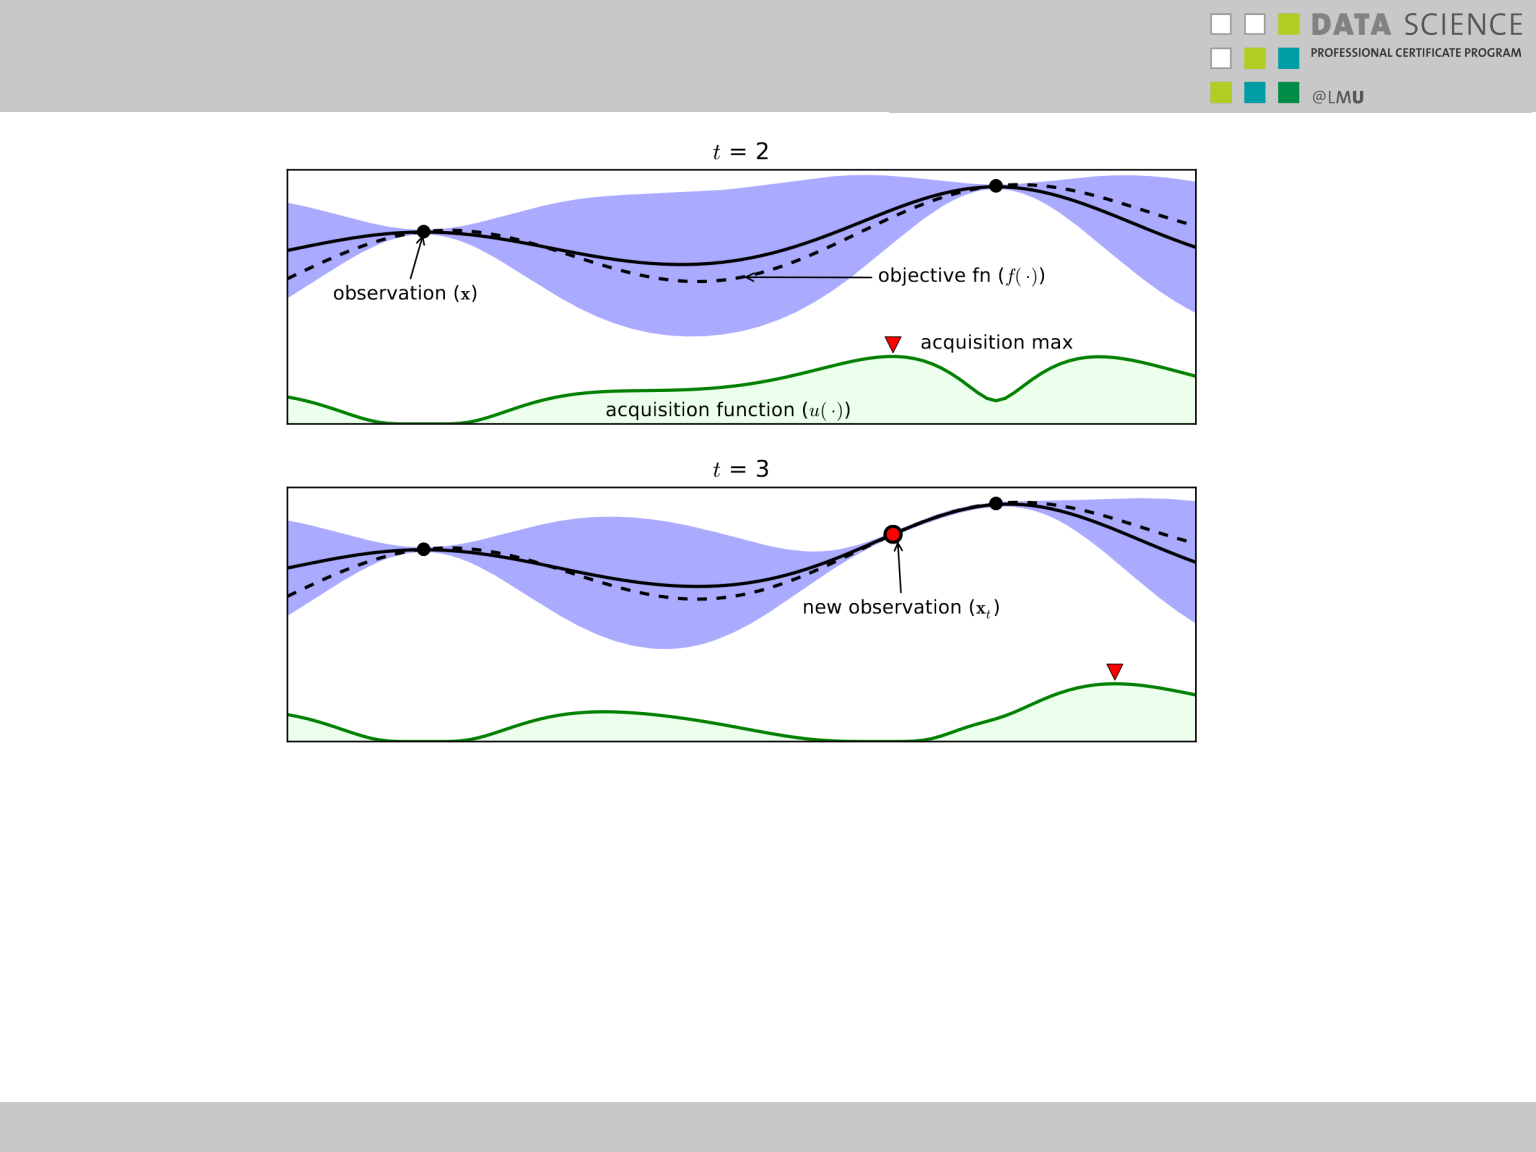 DATA SCIENCE
PROFESSIONAL CERTIFICATE PROGRAM
@LMU
t = 2
observation (x)
objective fn (f(·))
acquisition max
acquisition function (u(·))
t = 3
new observation (xₜ)